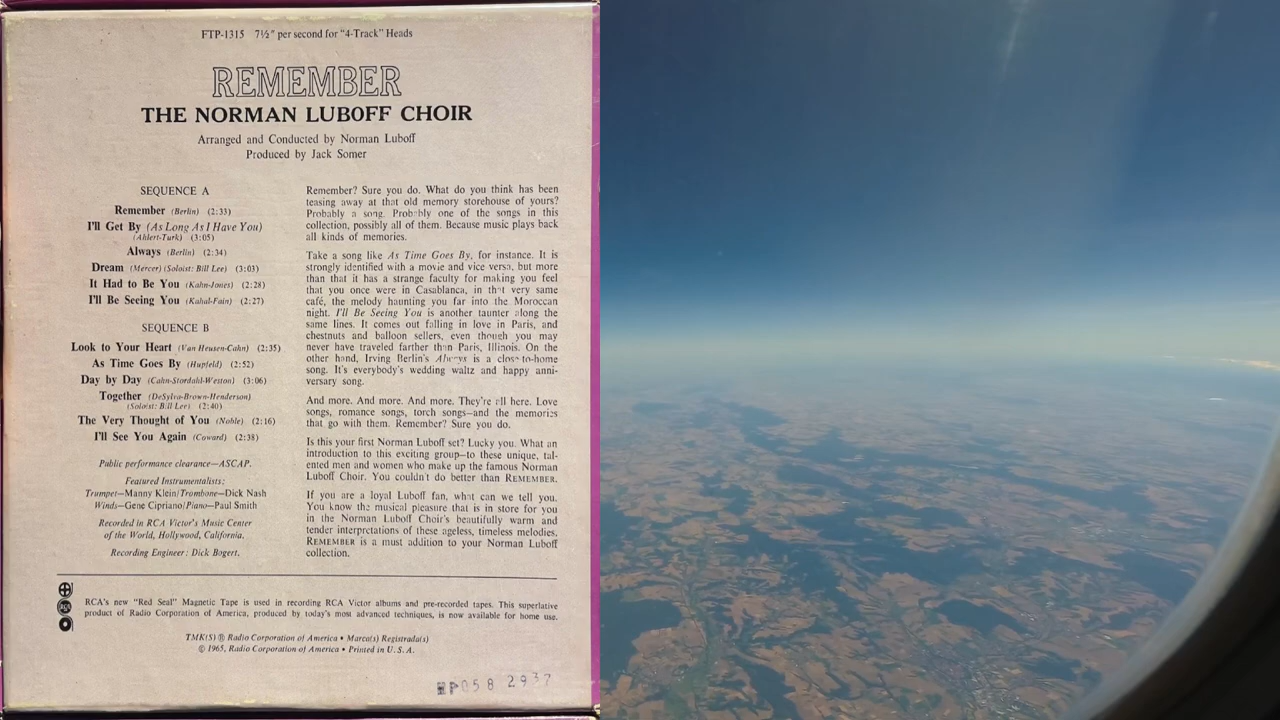 FTP-1315 7½" per second for "4-Track" Heads
REMEMBER
THE NORMAN LUBOFF CHOIR
Arranged and Conducted by Norman Luboff
Produced by Jack Somer
SEQUENCE A
Remember (Berlin) (2:33)
I'll Get By (As Long As I Have You)
(Ahlert-Turk) (3:05)
Always (Berlin) (2:34)
Dream (Mercer) (Soloist: Bill Lee) (3:03)
It Had to Be You (Kahn-Jones) (2:28)
I'll Be Seeing You (Kahal-Fain) (2:27)
SEQUENCE B
Look to Your Heart (Van Heusen-Cahn) (2:35)
As Time Goes By (Hupfeld) (2:52)
Day by Day (Cahn-Stordahl-Weston) (3:06)
Together (DeSylva-Brown-Henderson)
(Soloist: Bill Lee) (2:40)
The Very Thought of You (Noble) (2:16)
I'll See You Again (Coward) (2:38)
Public performance clearance—ASCAP.
Featured Instrumentalists:
Trumpet—Manny Klein/Trombone—Dick Nash
Winds—Gene Cipriano/Piano—Paul Smith
Recorded in RCA Victor's Music Center
of the World, Hollywood, California.
Recording Engineer: Dick Bogert.
Remember? Sure you do. What do you think has been
teasing away at that old memory storehouse of yours?
Probably a song. Probably one of the songs in this
collection, possibly all of them. Because music plays back
all kinds of memories.
Take a song like As Time Goes By, for instance. It is
strongly identified with a movie and vice versa, but more
than that it has a strange faculty for making you feel
that you once were in Casablanca, in that very same
café, the melody haunting you far into the Moroccan
night. I'll Be Seeing You is another taunter along the
same lines. It comes out falling in love in Paris, and
chestnuts and balloon sellers, even though you may
never have traveled farther than Paris, Illinois. On the
other hand, Irving Berlin's Always is a close-to-home
song. It's everybody's wedding waltz and happy anni-
versary song.
And more. And more. And more. They're all here. Love
songs, romance songs, torch songs—and the memories
that go with them. Remember? Sure you do.
Is this your first Norman Luboff set? Lucky you. What an
introduction to this exciting group—to these unique, tal-
ented men and women who make up the famous Norman
Luboff Choir. You couldn't do better than REMEMBER.
If you are a loyal Luboff fan, what can we tell you.
You know the musical pleasure that is in store for you
in the Norman Luboff Choir's beautifully warm and
tender interpretations of these ageless, timeless melodies.
REMEMBER is a must addition to your Norman Luboff
collection.
RCA
RCA's new "Red Seal" Magnetic Tape is used in recording RCA Victor albums and pre-recorded tapes. This superlative
product of Radio Corporation of America, produced by today's most advanced techniques, is now available for home use.
TMK(S) ® Radio Corporation of America • Marca(s) Registrada(s)
© 1965, Radio Corporation of America • Printed in U.S.A.
058 2937